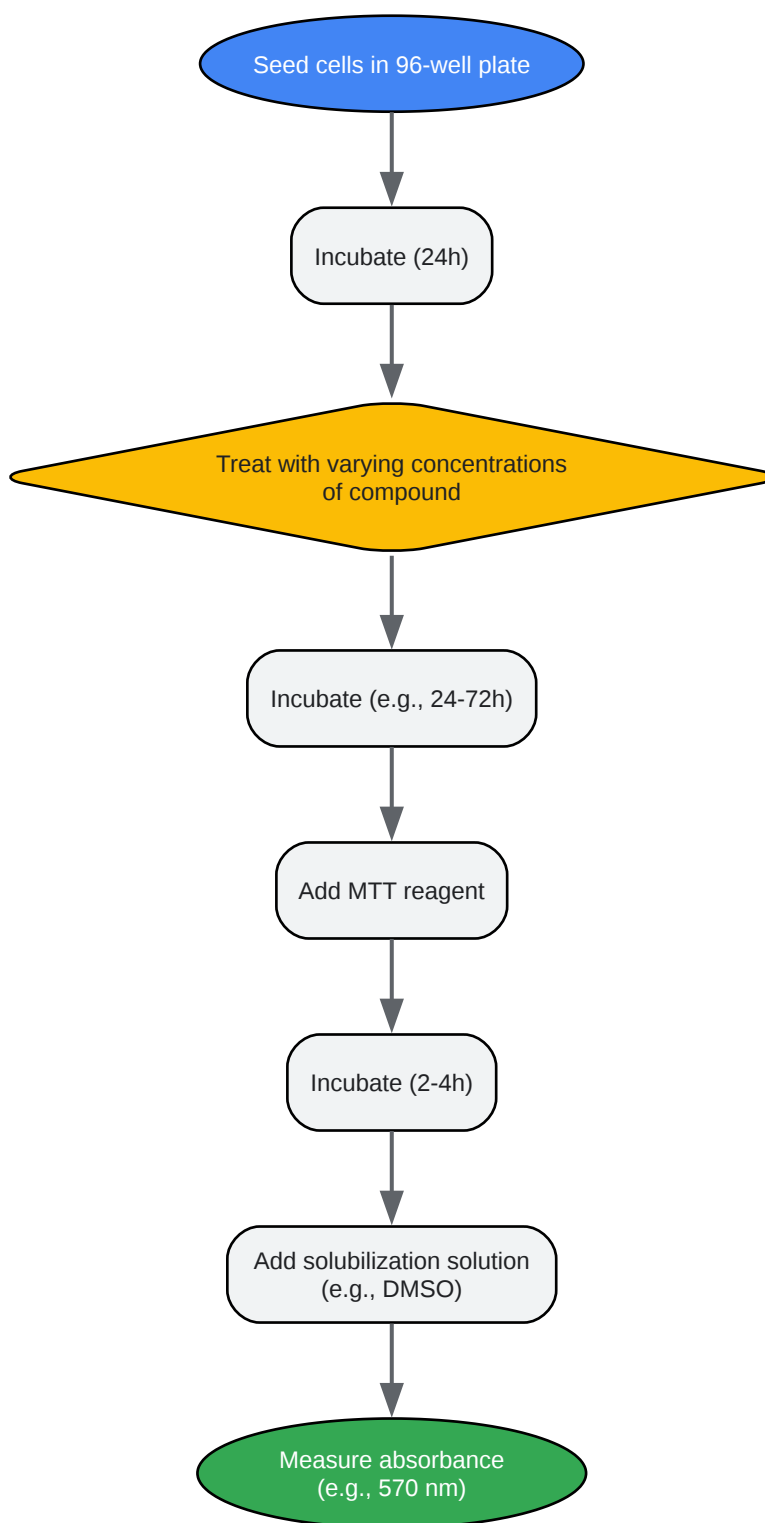 Seed cells in 96-well plate
Incubate (24h)
Treat with varying concentrations
of compound
Incubate (e.g., 24-72h)
Add MTT reagent
Incubate (2-4h)
Add solubilization solution
(e.g., DMSO)
Measure absorbance
(e.g., 570 nm)